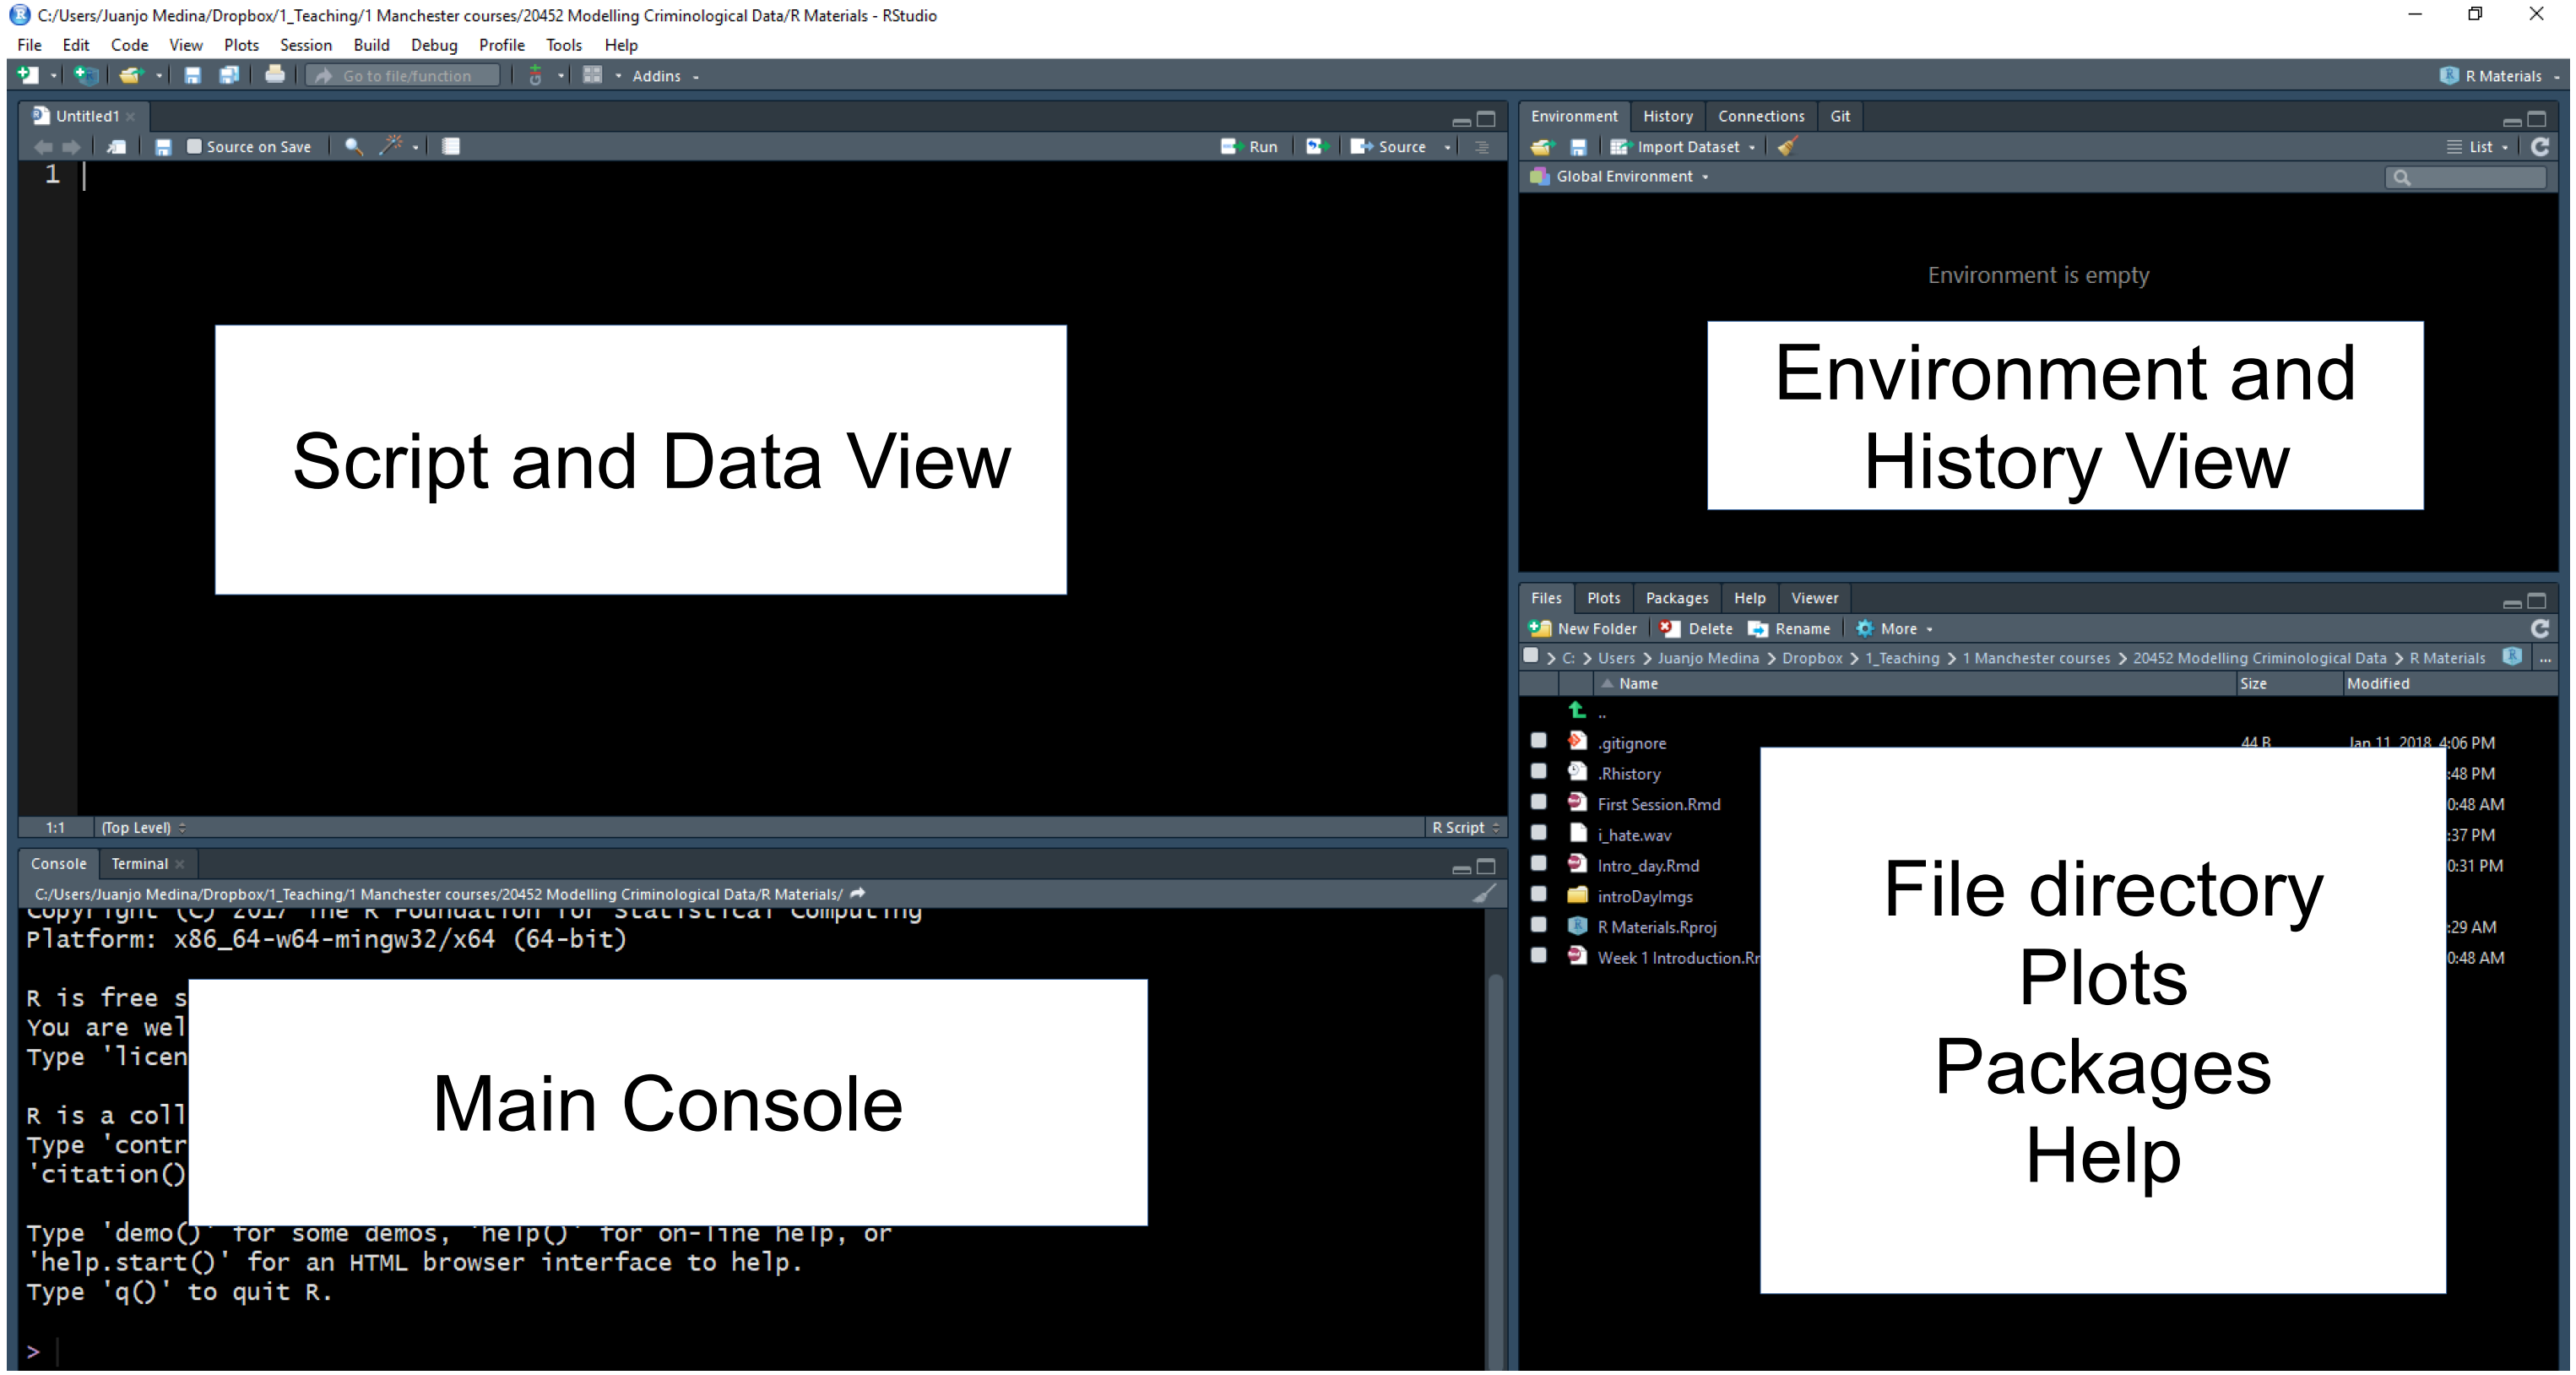 C:/Users/Juanjo Medina/Dropbox/1_Teaching/1 Manchester courses/20452 Modelling Criminological Data/R Materials - RStudio
File Edit Code View Plots Session Build Debug Profile Tools Help
Go to file/function Addins R Materials
Untitled1
Source on Save Run Source
1
Script and Data View
1:1 (Top Level) R Script
Console Terminal
C:/Users/Juanjo Medina/Dropbox/1_Teaching/1 Manchester courses/20452 Modelling Criminological Data/R Materials/
Copyright (C) 2017 The R Foundation for Statistical Computing
Platform: x86_64-w64-mingw32/x64 (64-bit)
R is free s
You are wel
Type 'licen
R is a coll
Type 'contr
'citation()
Main Console
Type 'demo()' for some demos, 'help()' for on-line help, or
'help.start()' for an HTML browser interface to help.
Type 'q()' to quit R.
>
Environment History Connections Git
Import Dataset List
Global Environment
Environment is empty
Environment and
History View
Files Plots Packages Help Viewer
New Folder Delete Rename More
C: > Users > Juanjo Medina > Dropbox > 1_Teaching > 1 Manchester courses > 20452 Modelling Criminological Data > R Materials ...
Name Size Modified
..
.gitignore 44 B Jan 11, 2018, 4:06 PM
.Rhistory :48 PM
First Session.Rmd 0:48 AM
i_hate.wav :37 PM
Intro_day.Rmd 0:31 PM
introDayImgs
R Materials.Rproj :29 AM
Week 1 Introduction.Rr 0:48 AM
File directory
Plots
Packages
Help